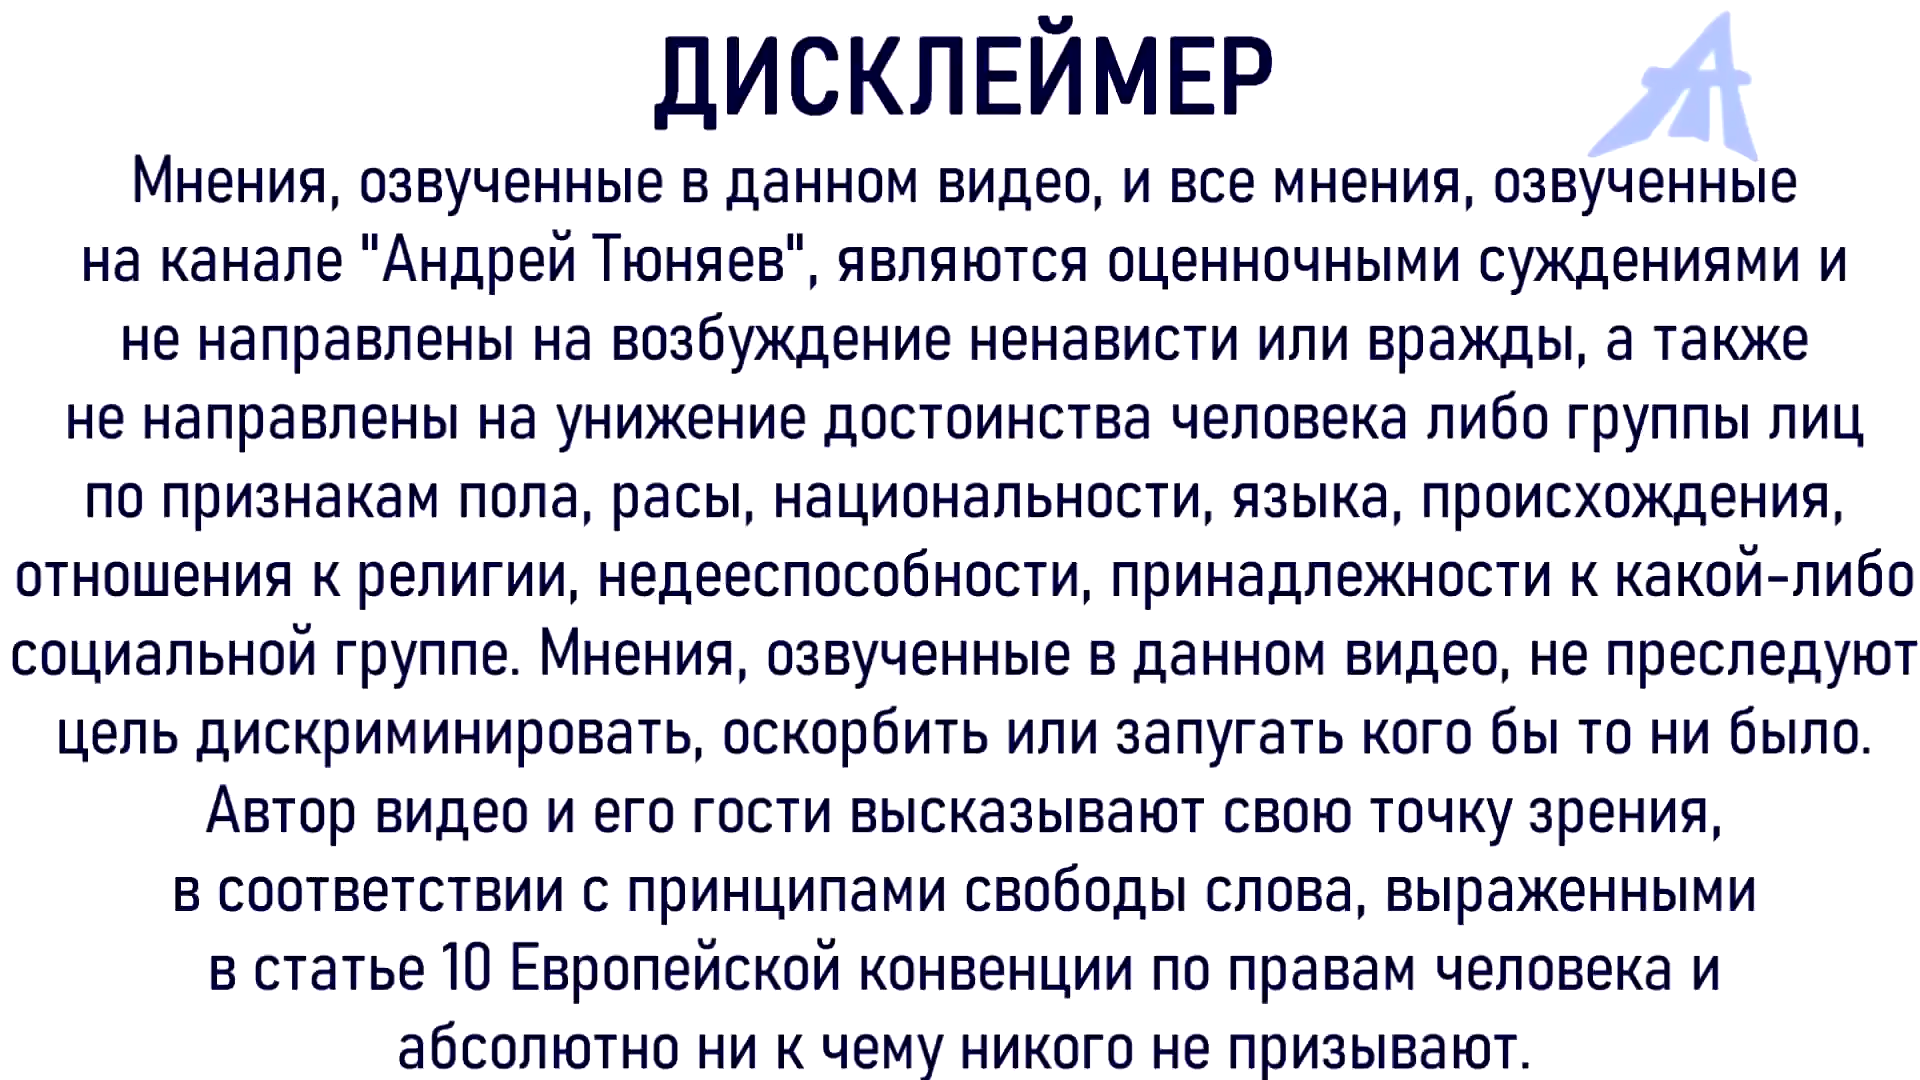 ДИСКЛЕЙМЕР
Мнения, озвученные в данном видео, и все мнения, озвученные
на канале "Андрей Тюняев", являются оценночными суждениями и
не направлены на возбуждение ненависти или вражды, а также
не направлены на унижение достоинства человека либо группы лиц
по признакам пола, расы, национальности, языка, происхождения,
отношения к религии, недееспособности, принадлежности к какой-либо
социальной группе. Мнения, озвученные в данном видео, не преследуют
цель дискриминировать, оскорбить или запугать кого бы то ни было.
Автор видео и его гости высказывают свою точку зрения,
в соответствии с принципами свободы слова, выраженными
в статье 10 Европейской конвенции по правам человека и
абсолютно ни к чему никого не призывают.